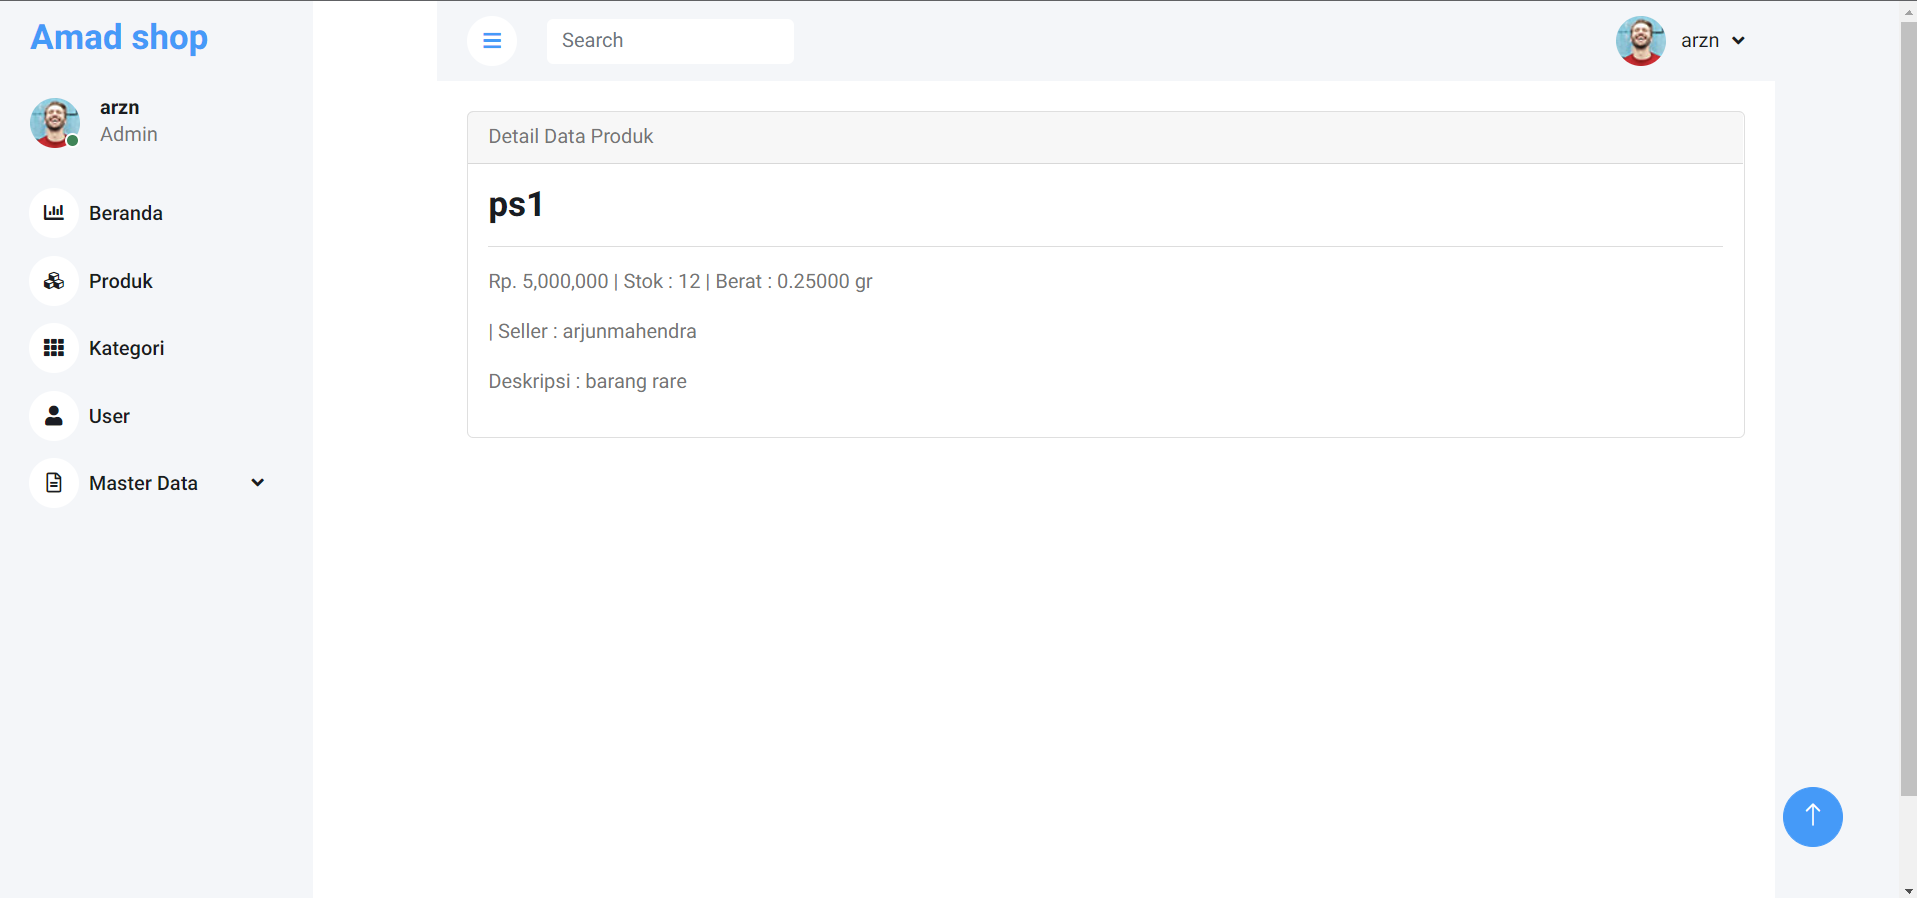 Amad shop
arzn
Admin
Beranda
Produk
Kategori
User
Master Data
Search
arzn
Detail Data Produk
ps1
Rp. 5,000,000 | Stok : 12 | Berat : 0.25000 gr
| Seller : arjunmahendra
Deskripsi : barang rare